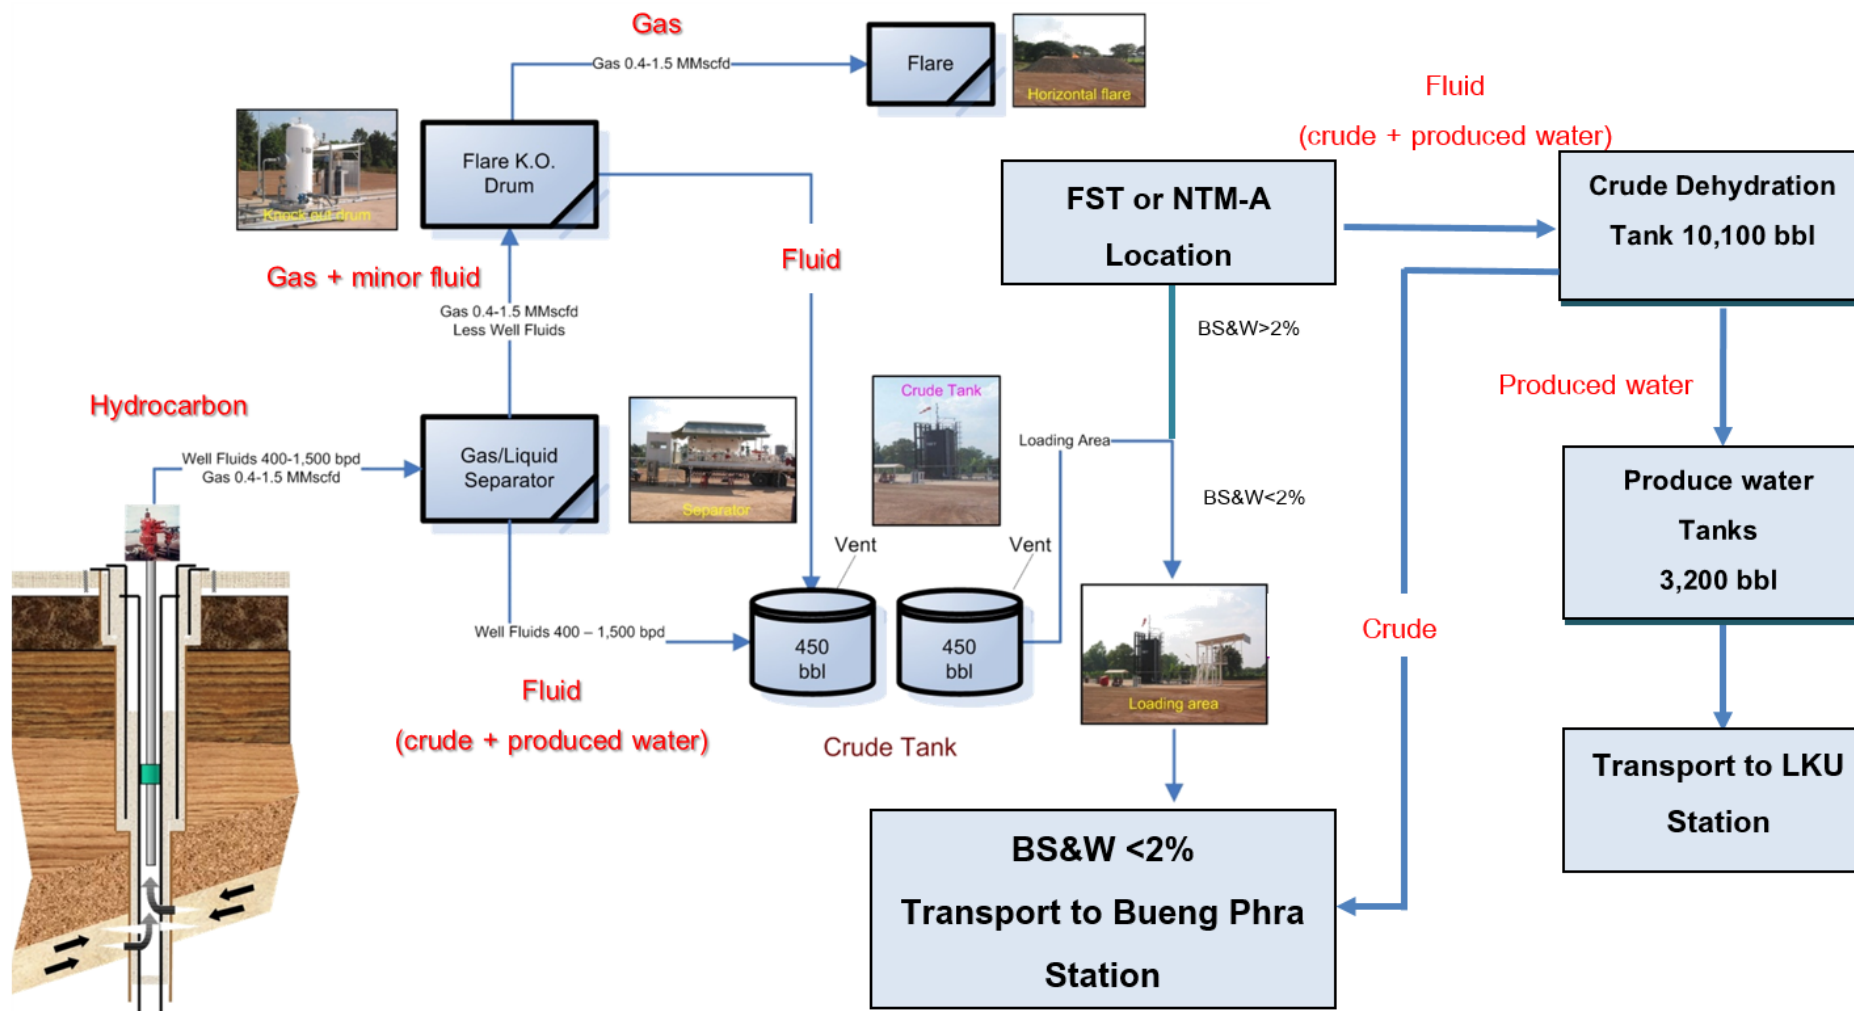 Gas
Gas 0.4-1.5 MMscfd
Flare
Horizontal flare
Knock out drum
Flare K.O.
Drum
Fluid
Gas + minor fluid
Gas 0.4-1.5 MMscfd
Less Well Fluids
Hydrocarbon
Well Fluids 400-1,500 bpd
Gas 0.4-1.5 MMscfd
Gas/Liquid
Separator
Separator
Crude Tank
Loading Area
Vent
Vent
Well Fluids 400 – 1,500 bpd
450
bbl
450
bbl
Fluid
(crude + produced water)
Crude Tank
FST or NTM-A
Location
BS&W>2%
BS&W<2%
Loading area
BS&W <2%
Transport to Bueng Phra
Station
Fluid
(crude + produced water)
Crude Dehydration
Tank 10,100 bbl
Produced water
Crude
Produce water
Tanks
3,200 bbl
Transport to LKU
Station